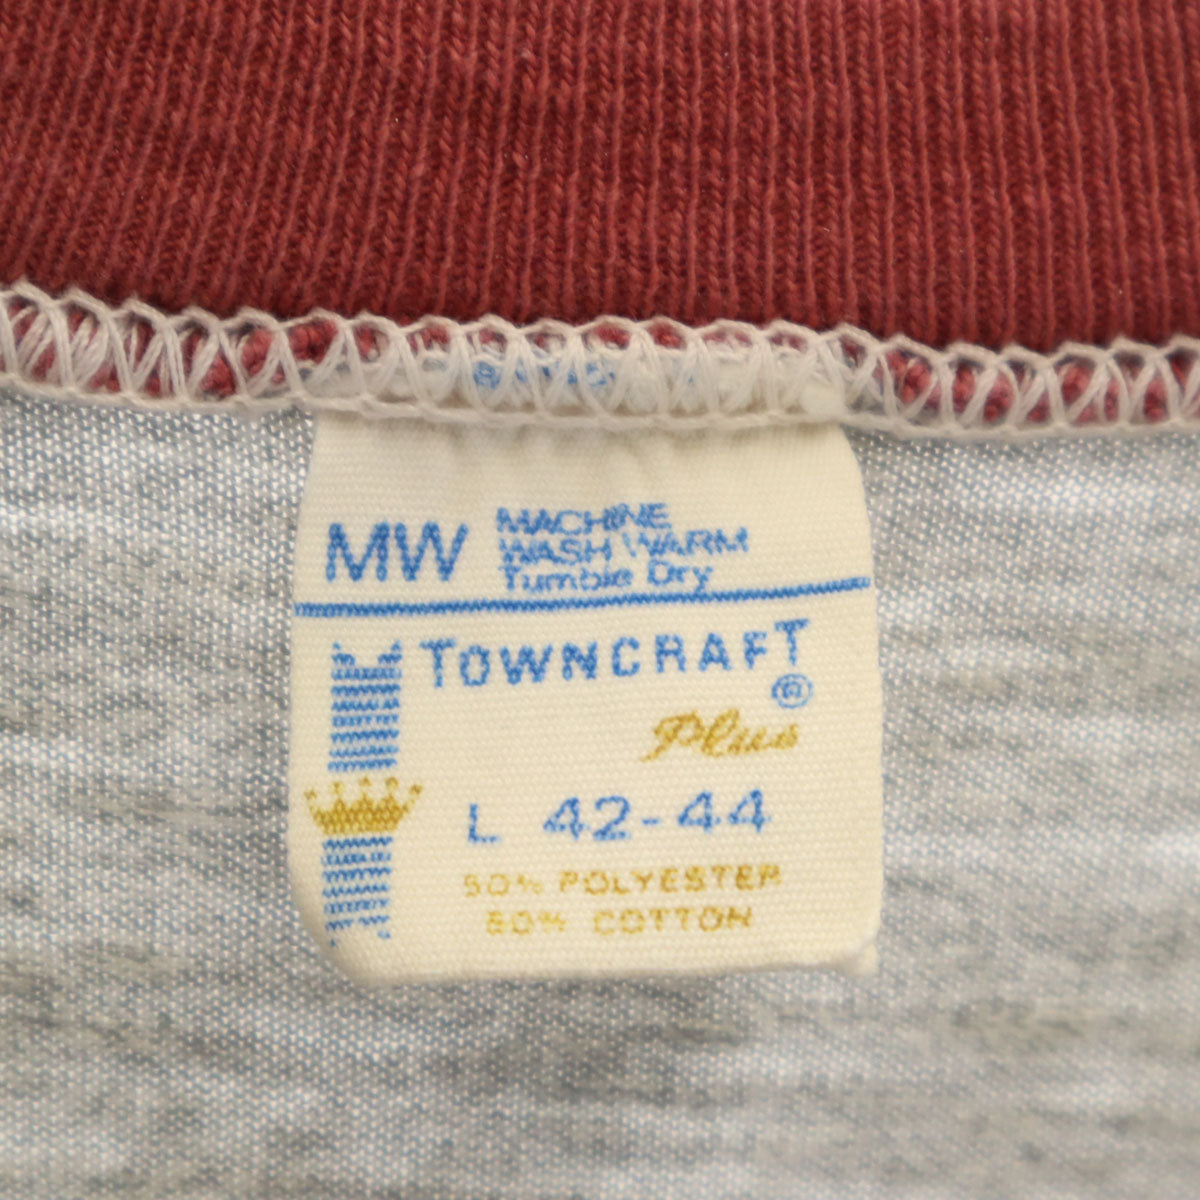 MW MACHINE
WASH WARM
Tumble Dry
TOWNCRAFT
®
Plus
L 42-44
50% POLYESTER
50% COTTON